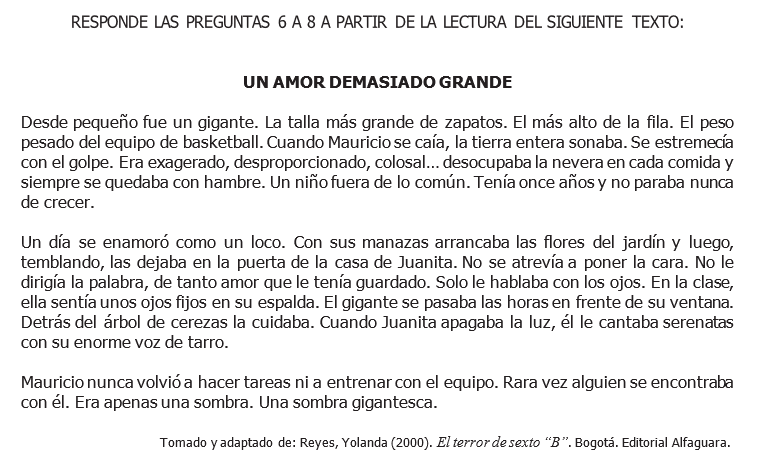 RESPONDE LAS PREGUNTAS 6 A 8 A PARTIR DE LA LECTURA DEL SIGUIENTE TEXTO:
UN AMOR DEMASIADO GRANDE
Desde pequeño fue un gigante. La talla más grande de zapatos. El más alto de la fila. El peso
pesado del equipo de basketball. Cuando Mauricio se caía, la tierra entera sonaba. Se estremecía
con el golpe. Era exagerado, desproporcionado, colosal... desocupaba la nevera en cada comida y
siempre se quedaba con hambre. Un niño fuera de lo común. Tenía once años y no paraba nunca
de crecer.
Un día se enamoró como un loco. Con sus manazas arrancaba las flores del jardín y luego,
temblando, las dejaba en la puerta de la casa de Juanita. No se atrevía a poner la cara. No le
dirigía la palabra, de tanto amor que le tenía guardado. Solo le hablaba con los ojos. En la clase,
ella sentía unos ojos fijos en su espalda. El gigante se pasaba las horas en frente de su ventana.
Detrás del árbol de cerezas la cuidaba. Cuando Juanita apagaba la luz, él le cantaba serenatas
con su enorme voz de tarro.
Mauricio nunca volvió a hacer tareas ni a entrenar con el equipo. Rara vez alguien se encontraba
con él. Era apenas una sombra. Una sombra gigantesca.
Tomado y adaptado de: Reyes, Yolanda (2000). El terror de sexto “B”. Bogotá. Editorial Alfaguara.